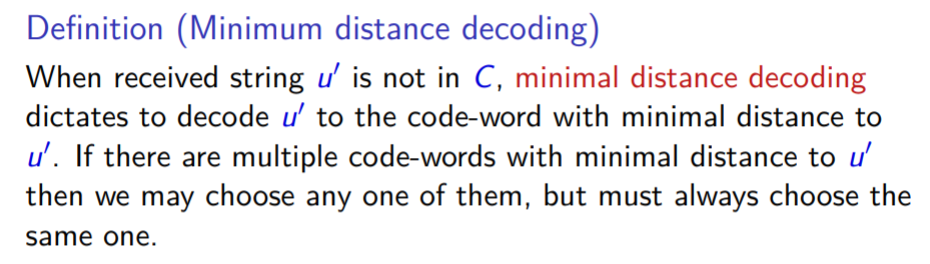 Definition (Minimum distance decoding)
When received string u′ is not in C, minimal distance decoding
dictates to decode u′ to the code-word with minimal distance to
u′. If there are multiple code-words with minimal distance to u′
then we may choose any one of them, but must always choose the
same one.